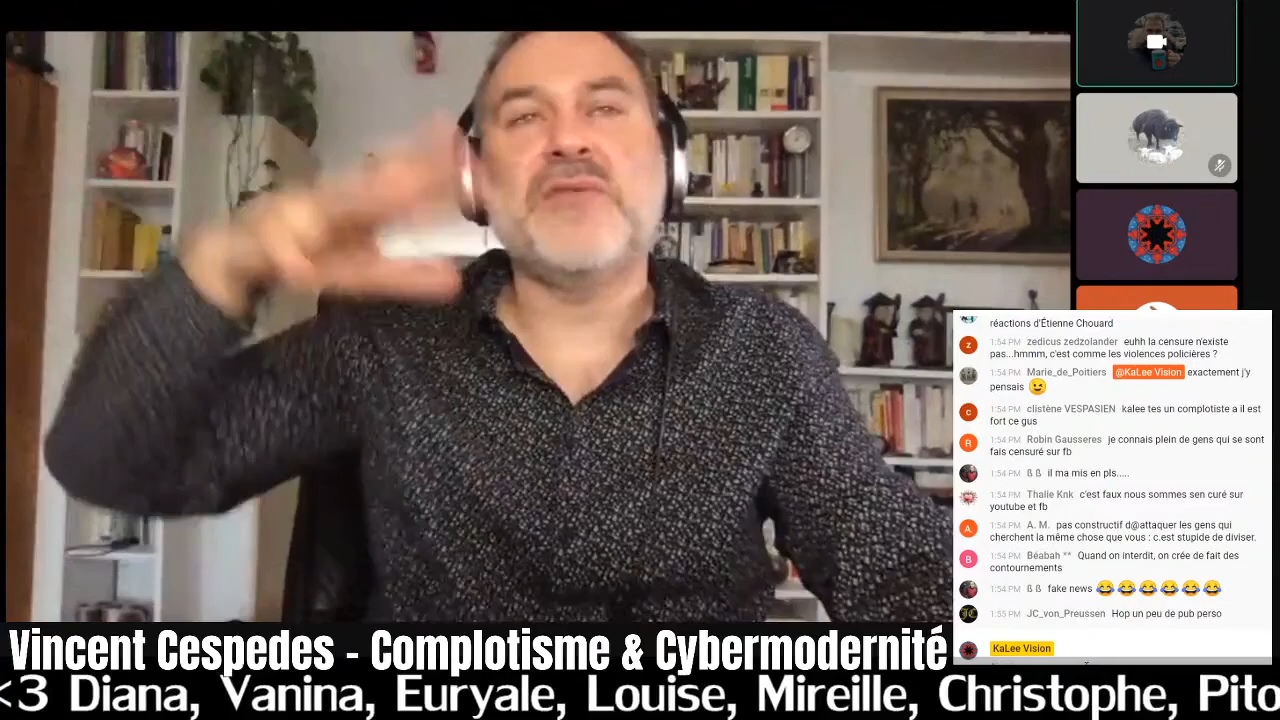 réactions d'Étienne Chouard
1:54 PM zedicus zedzolander euhh la censure n'existe
pas...hmmm, c'est comme les violences policières ?
1:54 PM Marie_de_Poitiers @KaLee Vision exactement j'y
pensais
1:54 PM clistène VESPASIEN kalee tes un complotiste a il est
fort ce gus
1:54 PM Robin Gausseres je connais plein de gens qui se sont
fais censuré sur fb
1:54 PM ß ß il ma mis en pls.....
1:54 PM Thalie Knk c'est faux nous sommes sen curé sur
youtube et fb
1:54 PM A. M. pas constructif d@attaquer les gens qui
cherchent la même chose que vous : c.est stupide de diviser.
1:54 PM Béabah ** Quand on interdit, on crée de fait des
contournements
1:54 PM ß ß fake news 😂😂😂😂😂😂
1:55 PM JC_von_Preussen Hop un peu de pub perso
KaLee Vision
Vincent Cespedes - Complotisme & Cybermodernité
<3 Diana, Vanina, Euryale, Louise, Mireille, Christophe, Pito